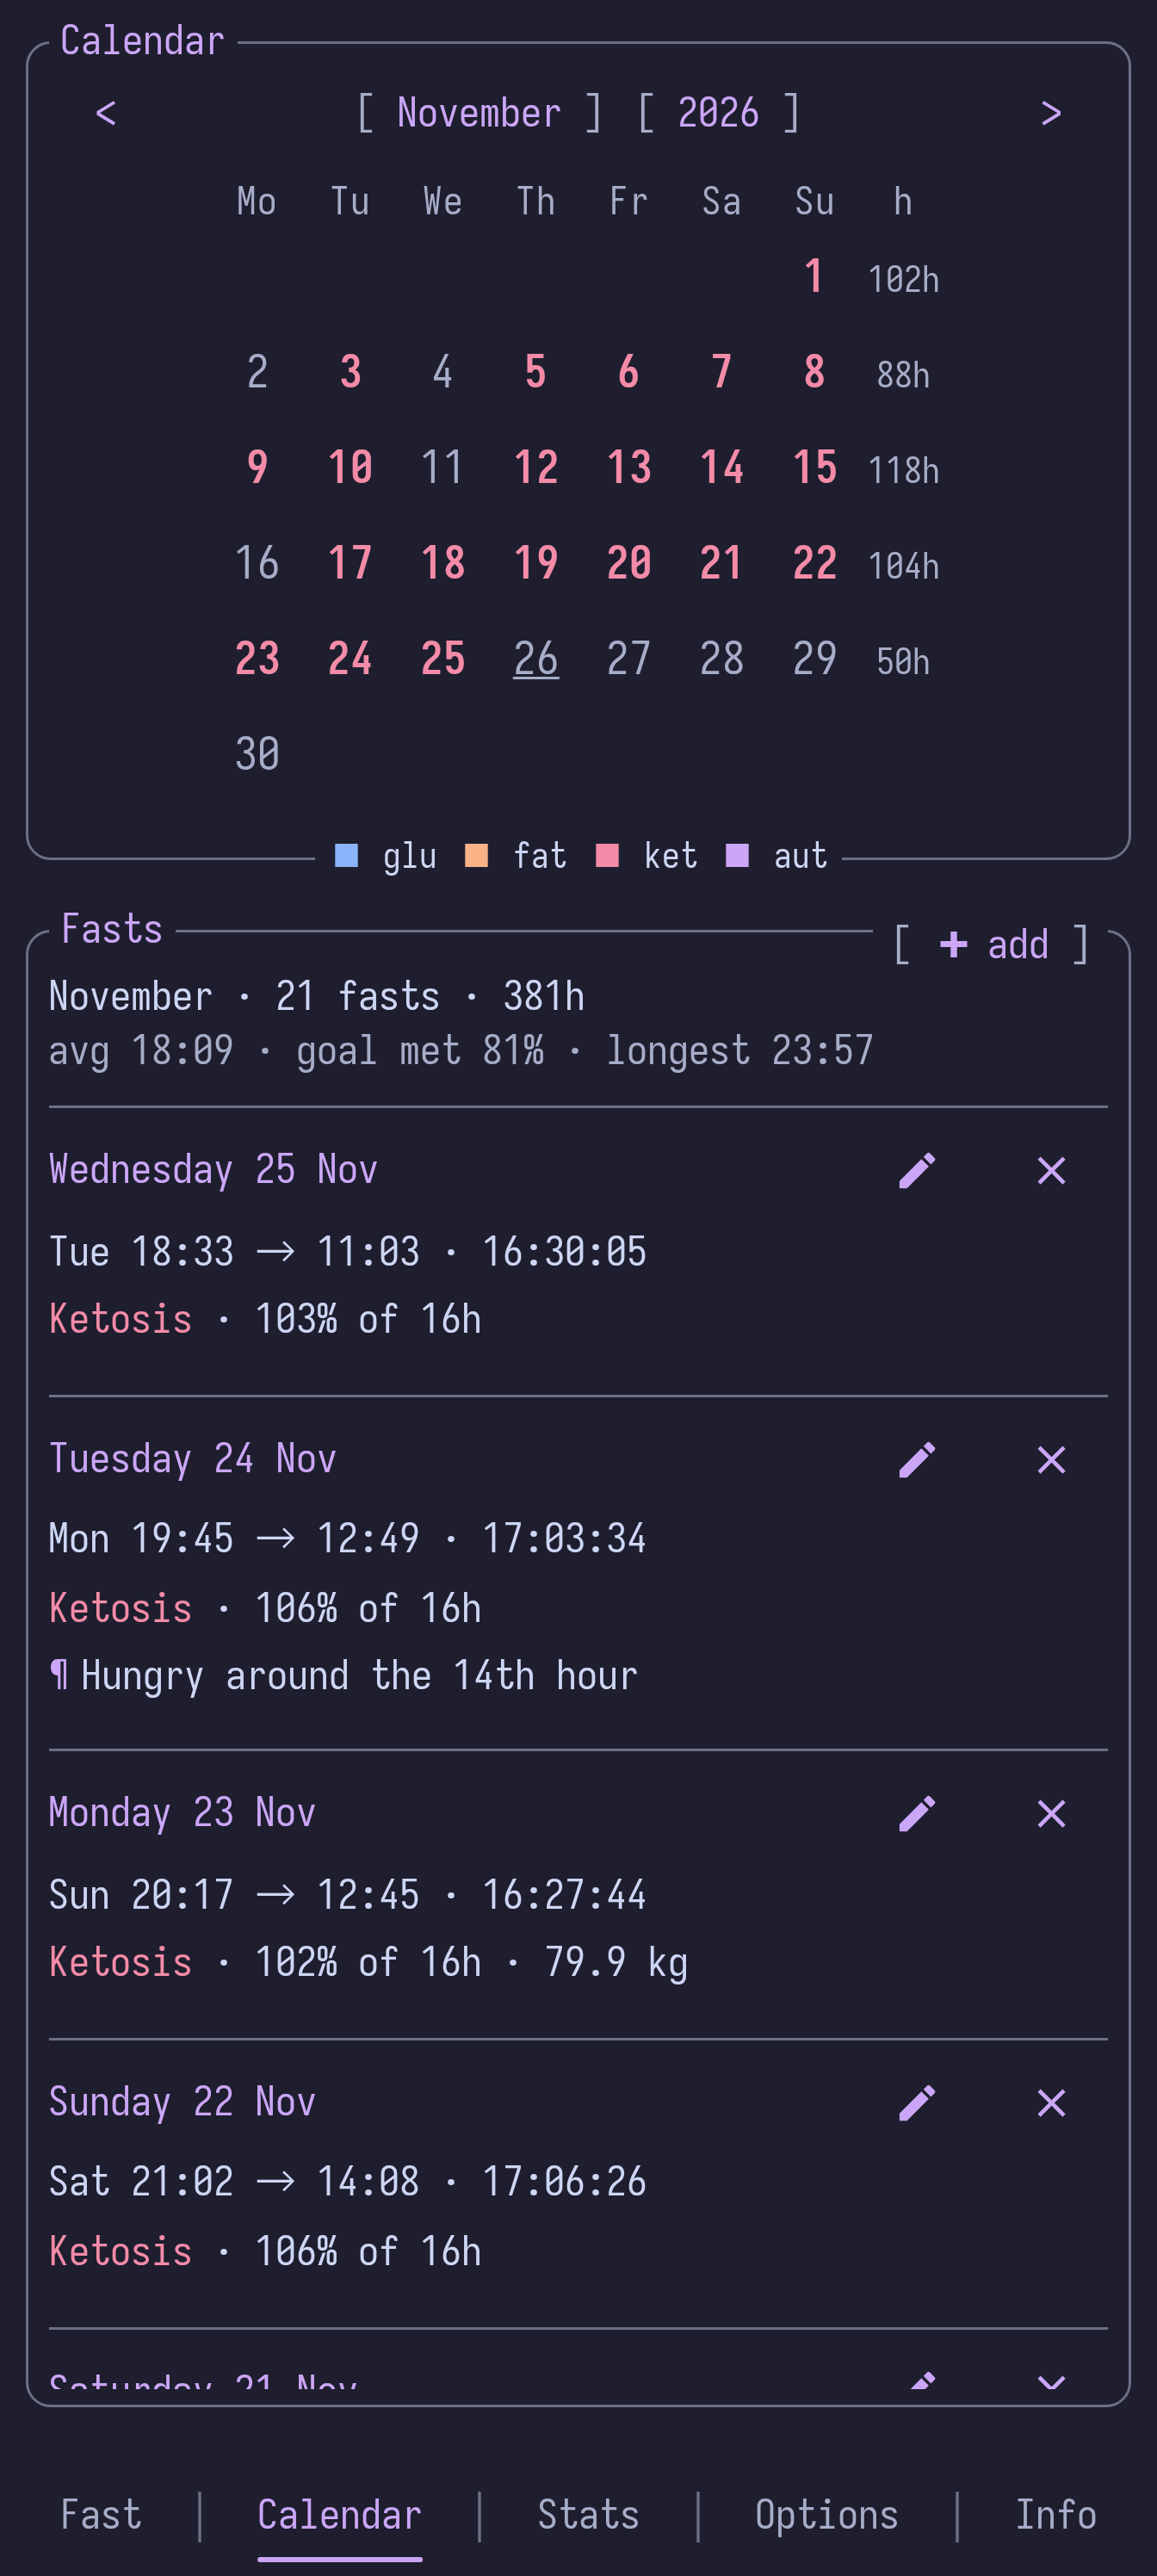 Calendar
< [ November ] [ 2026 ] >
Mo Tu We Th Fr Sa Su h
1 102h
2 3 4 5 6 7 8 88h
9 10 11 12 13 14 15 118h
16 17 18 19 20 21 22 104h
23 24 25 26 27 28 29 50h
30
glu fat ket aut
Fasts [ + add ]
November · 21 fasts · 381h
avg 18:09 · goal met 81% · longest 23:57
Wednesday 25 Nov
Tue 18:33 → 11:03 · 16:30:05
Ketosis · 103% of 16h
Tuesday 24 Nov
Mon 19:45 → 12:49 · 17:03:34
Ketosis · 106% of 16h
¶ Hungry around the 14th hour
Monday 23 Nov
Sun 20:17 → 12:45 · 16:27:44
Ketosis · 102% of 16h · 79.9 kg
Sunday 22 Nov
Sat 21:02 → 14:08 · 17:06:26
Ketosis · 106% of 16h
Saturday 21 Nov
Fast | Calendar | Stats | Options | Info